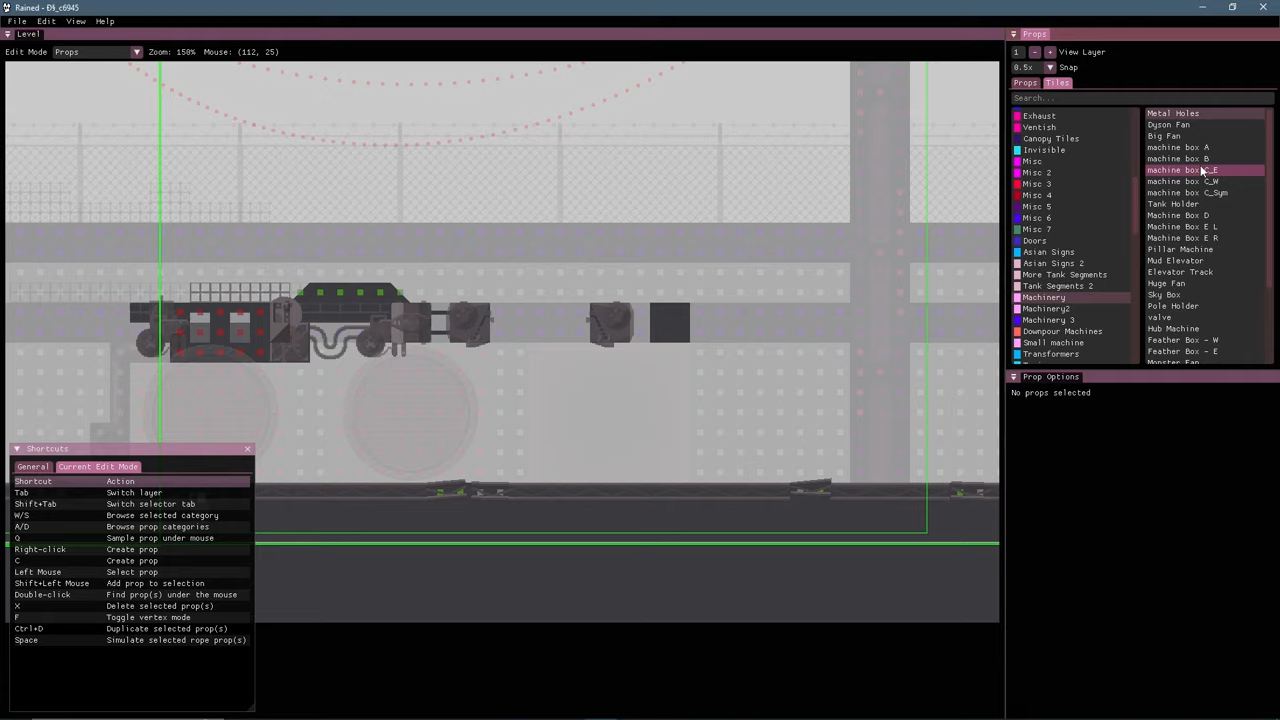 Rained - Ð§_c6945
File Edit View Help
Level
Edit Mode Props Zoom: 150% Mouse: (112, 25)
Props
1 - + View Layer
0.5x Snap
Props Tiles
Search...
Exhaust
Ventish
Canopy Tiles
Invisible
Misc
Misc 2
Misc 3
Misc 4
Misc 5
Misc 6
Misc 7
Doors
Asian Signs
Asian Signs 2
More Tank Segments
Tank Segments 2
Machinery
Machinery2
Machinery 3
Downpour Machines
Small machine
Transformers
Metal Holes
Dyson Fan
Big Fan
machine box A
machine box B
machine box C_E
machine box C_W
machine box C_Sym
Tank Holder
Machine Box D
Machine Box E L
Machine Box E R
Pillar Machine
Mud Elevator
Elevator Track
Huge Fan
Sky Box
Pole Holder
valve
Hub Machine
Feather Box - W
Feather Box - E
Monster Fan
Prop Options
No props selected
Shortcuts
General Current Edit Mode
Shortcut Action
Tab Switch layer
Shift+Tab Switch selector tab
W/S Browse selected category
A/D Browse prop categories
Q Sample prop under mouse
Right-click Create prop
C Create prop
Left Mouse Select prop
Shift+Left Mouse Add prop to selection
Double-click Find prop(s) under the mouse
X Delete selected prop(s)
F Toggle vertex mode
Ctrl+D Duplicate selected prop(s)
Space Simulate selected rope prop(s)